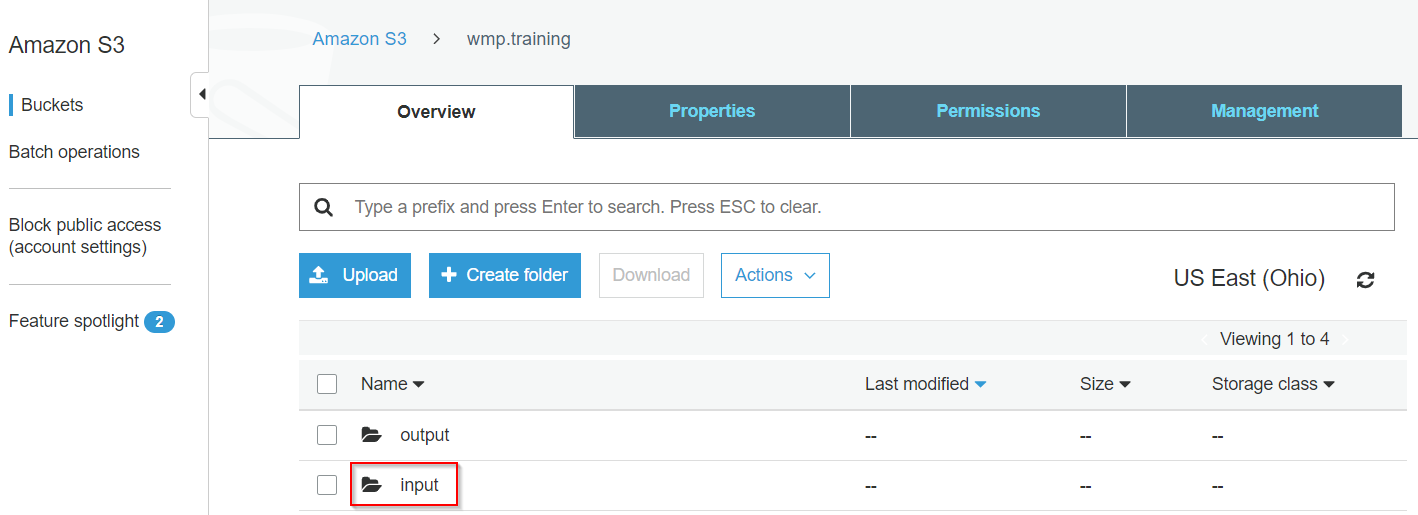 Amazon S3
Buckets
Batch operations
Block public access
(account settings)
Feature spotlight 2
Amazon S3 > wmp.training
Overview Properties Permissions Management
Type a prefix and press Enter to search. Press ESC to clear.
Upload + Create folder Download Actions
US East (Ohio)
Viewing 1 to 4
Name Last modified Size Storage class
output -- -- --
input -- -- --